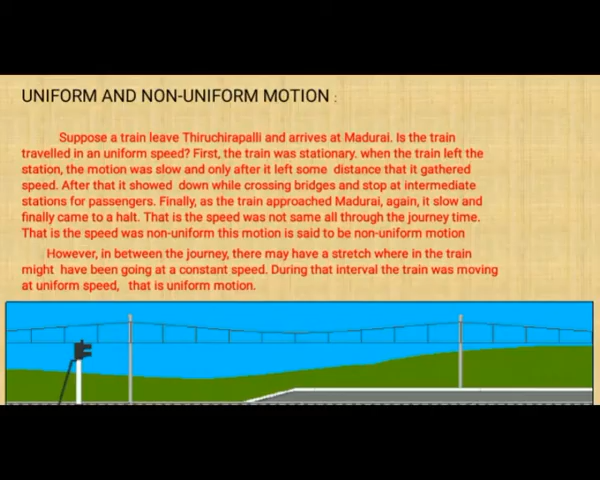 UNIFORM AND NON-UNIFORM MOTION :
Suppose a train leave Thiruchirapalli and arrives at Madurai. Is the train
travelled in an uniform speed? First, the train was stationary. when the train left the
station, the motion was slow and only after it left some distance that it gathered
speed. After that it showed down while crossing bridges and stop at intermediate
stations for passengers. Finally, as the train approached Madurai, again, it slow and
finally came to a halt. That is the speed was not same all through the journey time.
That is the speed was non-uniform this motion is said to be non-uniform motion
However, in between the journey, there may have a stretch where in the train
might have been going at a constant speed. During that interval the train was moving
at uniform speed, that is uniform motion.